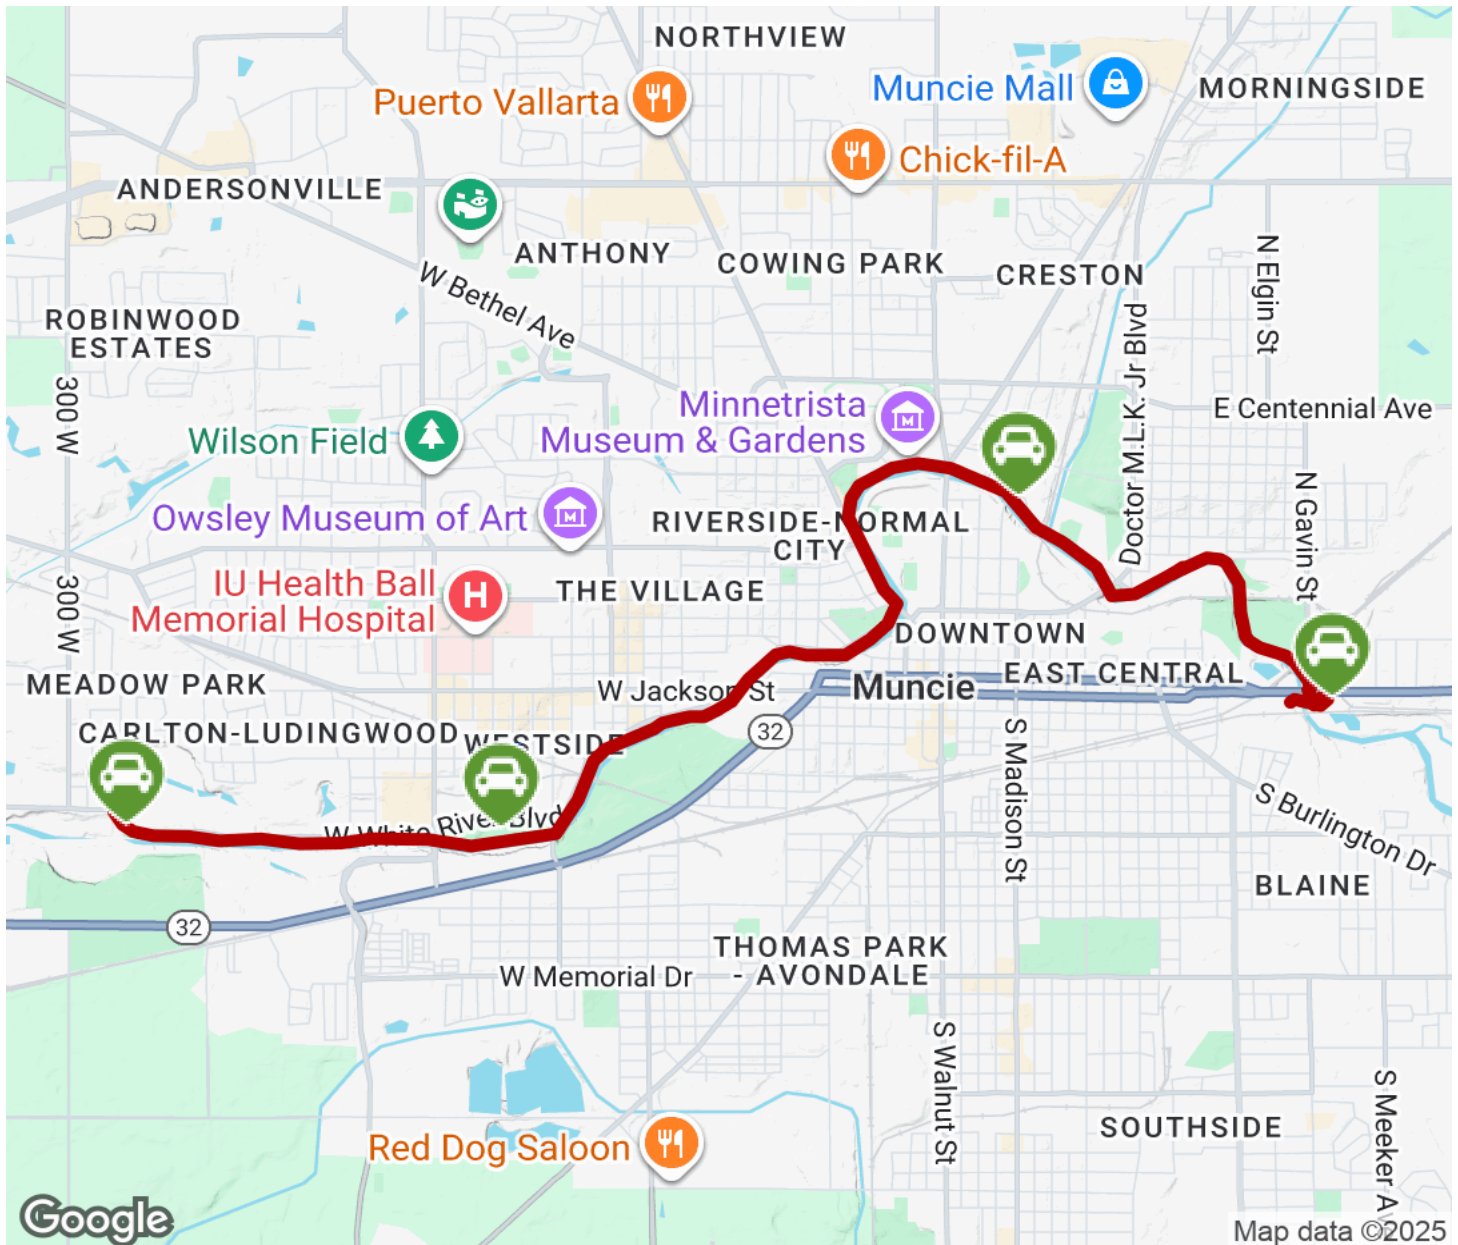 NORTHVIEW
Puerto Vallarta
Muncie Mall
MORNINGSIDE
Chick-fil-A
ANDERSONVILLE
ANTHONY
COWING PARK
CRESTON
N Elgin St
W Bethel Ave
ROBINWOOD
ESTATES
300 W
Doctor M.L.K. Jr Blvd
Minnetrista
Museum & Gardens
E Centennial Ave
Wilson Field
N Gavin St
Owsley Museum of Art
RIVERSIDE-NORMAL
CITY
300 W
IU Health Ball
Memorial Hospital
H
THE VILLAGE
DOWNTOWN
EAST CENTRAL
MEADOW PARK
W Jackson St
Muncie
CARLTON-LUDINGWOOD
WESTSIDE
32
S Madison St
W White River Blvd
S Burlington Dr
BLAINE
32
THOMAS PARK
- AVONDALE
W Memorial Dr
S Walnut St
S Meeker Av
SOUTHSIDE
Red Dog Saloon
Google
Map data ©2025